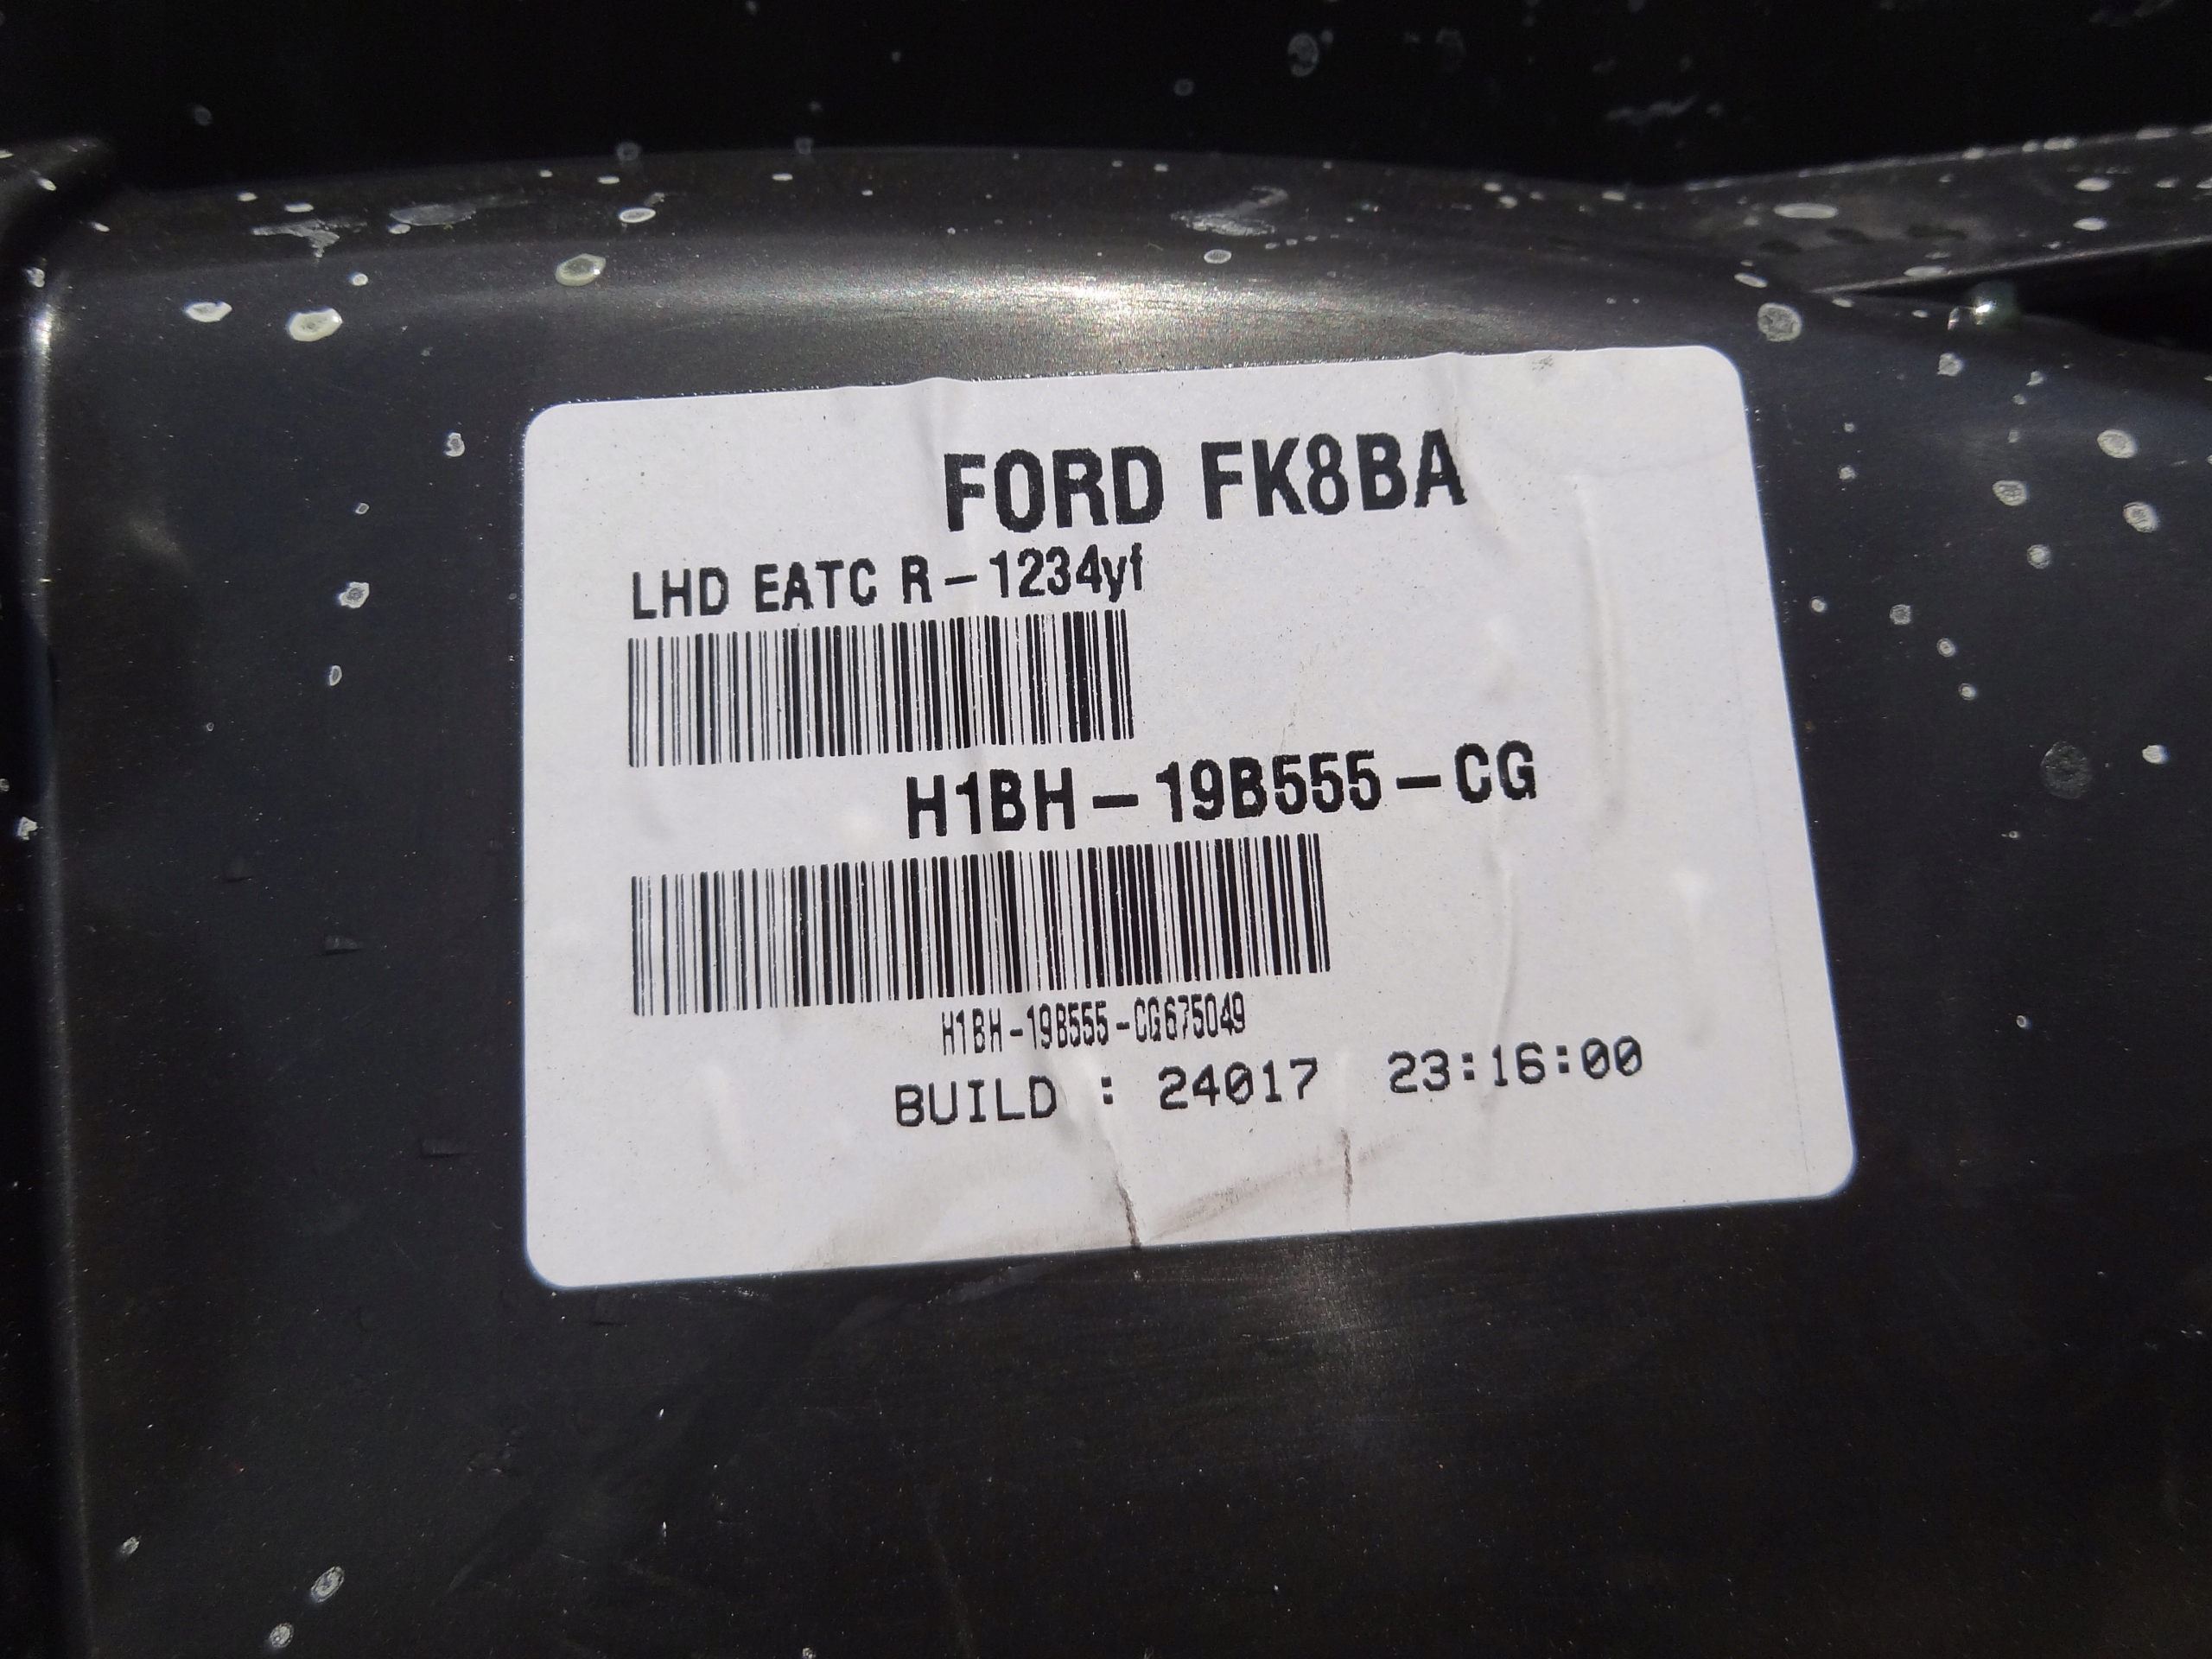 FORD FK8BA
LHD EATC R-1234yf
H1BH-19B555-CG
H1BH-19B555-CG675049
BUILD : 24017 23:16:00